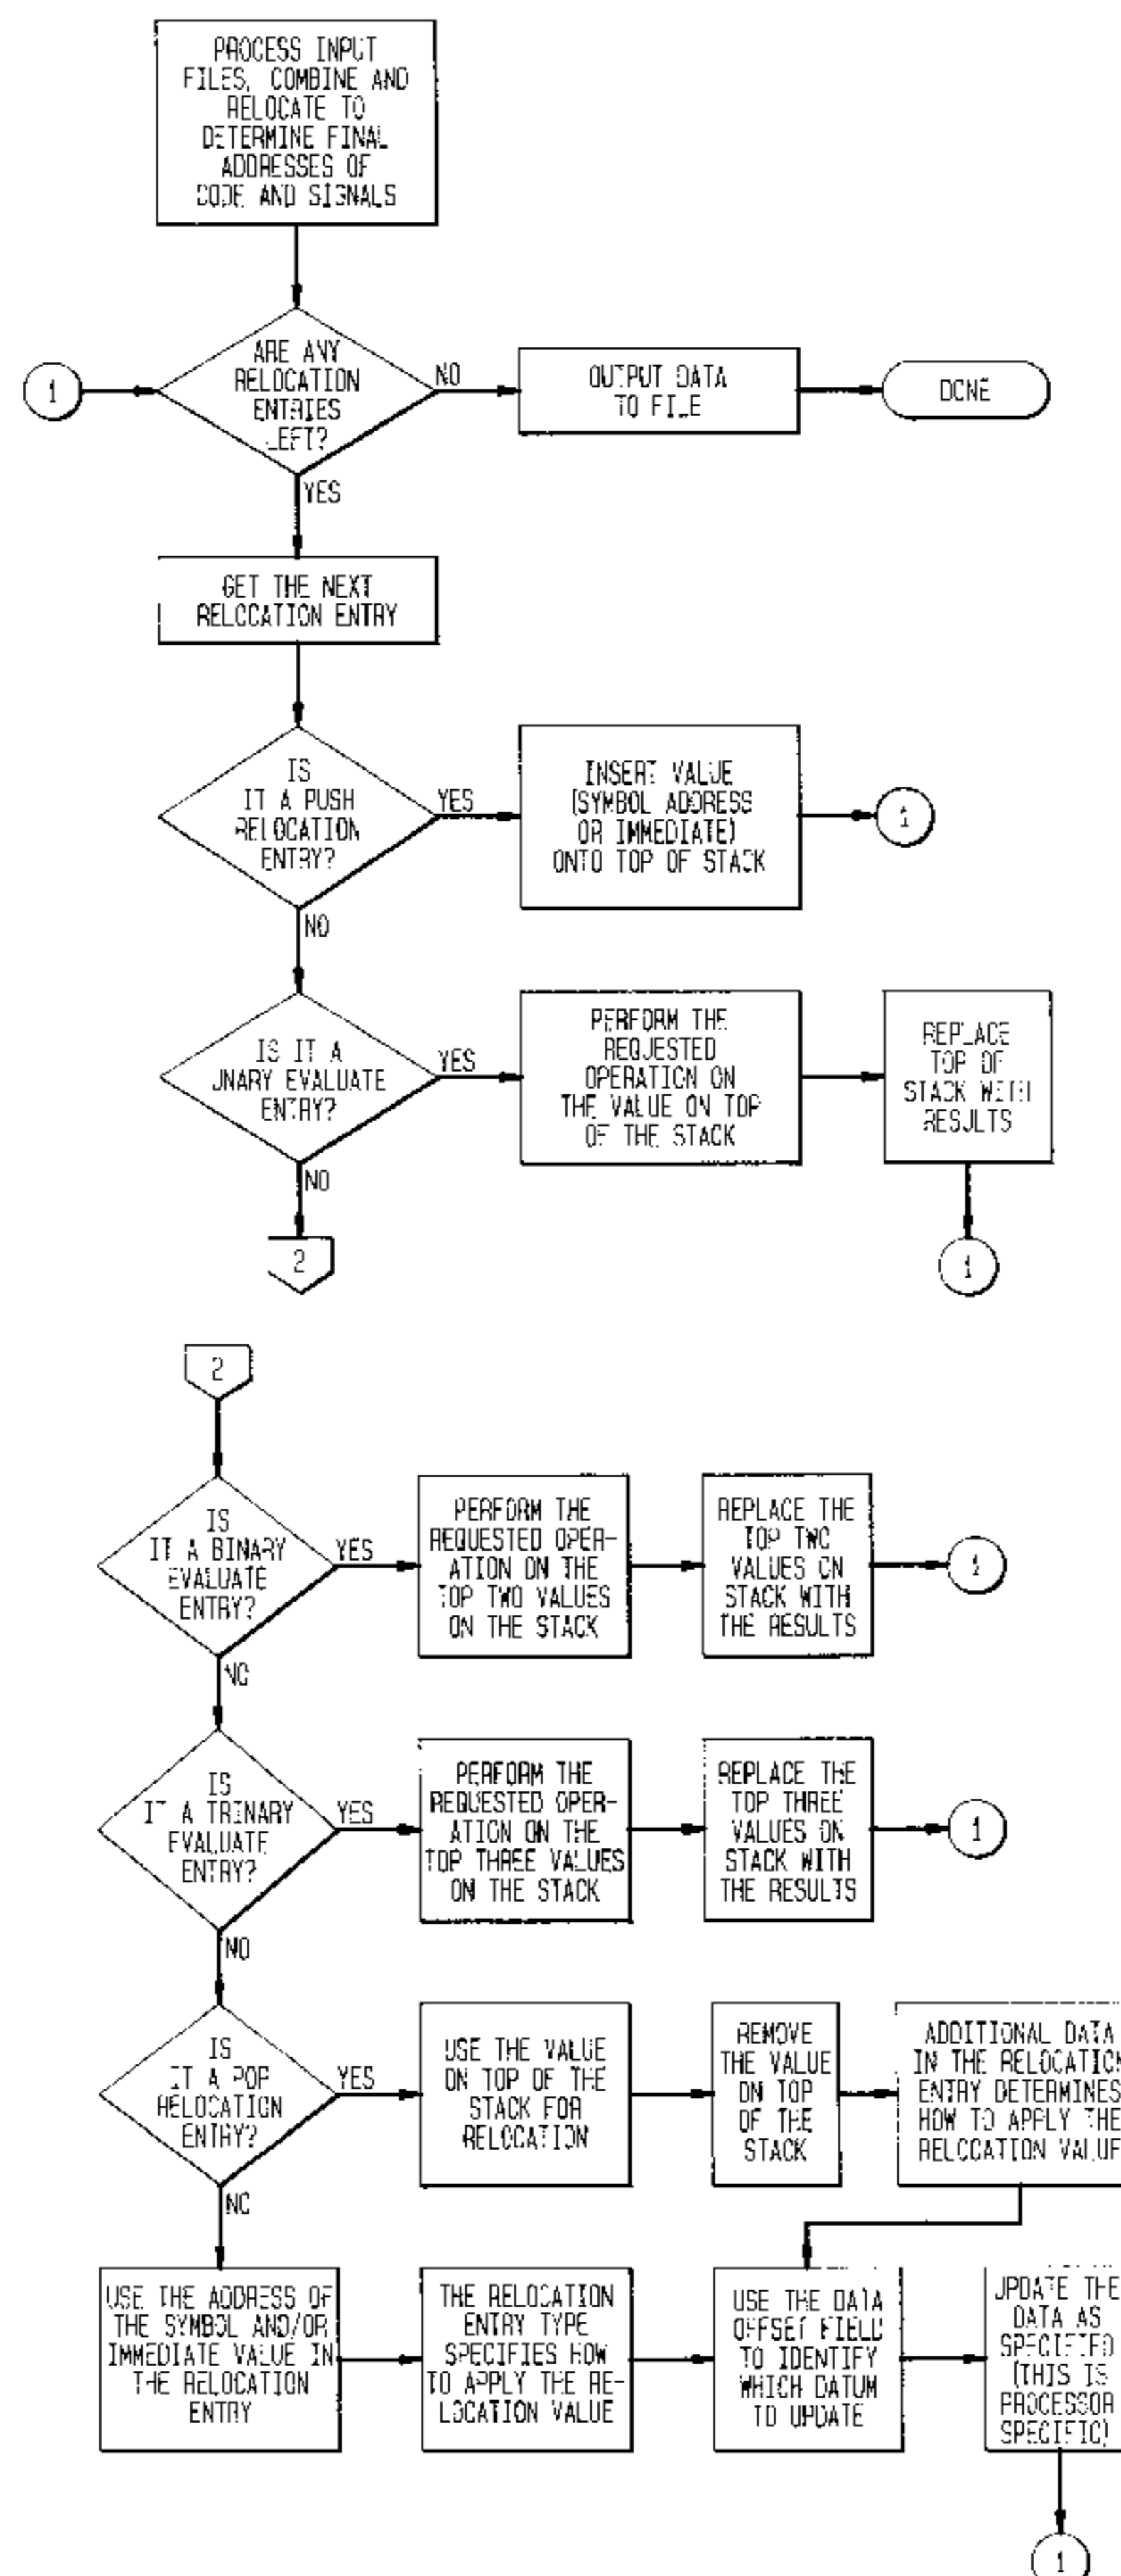 PROCESS INPUT
FILES, COMBINE AND
RELOCATE TO
DETERMINE FINAL
ADDRESSES OF
CODE AND SIGNALS
1
ARE ANY
RELOCATION
ENTRIES
LEFT?
NO
OUTPUT DATA
TO FILE
DONE
YES
GET THE NEXT
RELOCATION ENTRY
IS
IT A PUSH
RELOCATION
ENTRY?
YES
INSERT VALUE
(SYMBOL ADDRESS
OR IMMEDIATE)
ONTO TOP OF STACK
1
NO
IS IT A
UNARY EVALUATE
ENTRY?
YES
PERFORM THE
REQUESTED
OPERATION ON
THE VALUE ON TOP
OF THE STACK
REPLACE
TOP OF
STACK WITH
RESULTS
NO
2
1
2
IS
IT A BINARY
EVALUATE
ENTRY?
YES
PERFORM THE
REQUESTED OPER-
ATION ON THE
TOP TWO VALUES
ON THE STACK
REPLACE THE
TOP TWO
VALUES ON
STACK WITH
THE RESULTS
1
NO
IS
IT A TRINARY
EVALUATE
ENTRY?
YES
PERFORM THE
REQUESTED OPER-
ATION ON THE
TOP THREE VALUES
ON THE STACK
REPLACE THE
TOP THREE
VALUES ON
STACK WITH
THE RESULTS
1
NO
IS
IT A POP
RELOCATION
ENTRY?
YES
USE THE VALUE
ON TOP OF THE
STACK FOR
RELOCATION
REMOVE
THE VALUE
ON TOP
OF THE
STACK
ADDITIONAL DATA
IN THE RELOCATION
ENTRY DETERMINES
HOW TO APPLY THE
RELOCATION VALUE
NO
USE THE ADDRESS OF
THE SYMBOL AND/OR
IMMEDIATE VALUE IN
THE RELOCATION
ENTRY
THE RELOCATION
ENTRY TYPE
SPECIFIES HOW
TO APPLY THE RE-
LOCATION VALUE
USE THE DATA
OFFSET FIELD
TO IDENTIFY
WHICH DATUM
TO UPDATE
UPDATE THE
DATA AS
SPECIFIED
(THIS IS
PROCESSOR
SPECIFIC)
1